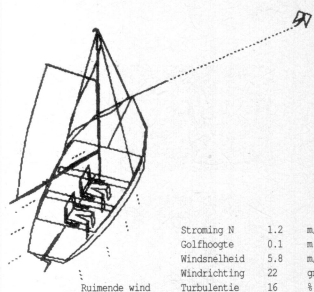 Stroming N 1.2 m
Golfhoogte 0.1 m
Windsnelheid 5.8 m
Windrichting 22 gr
Ruimende wind Turbulentie 16 %